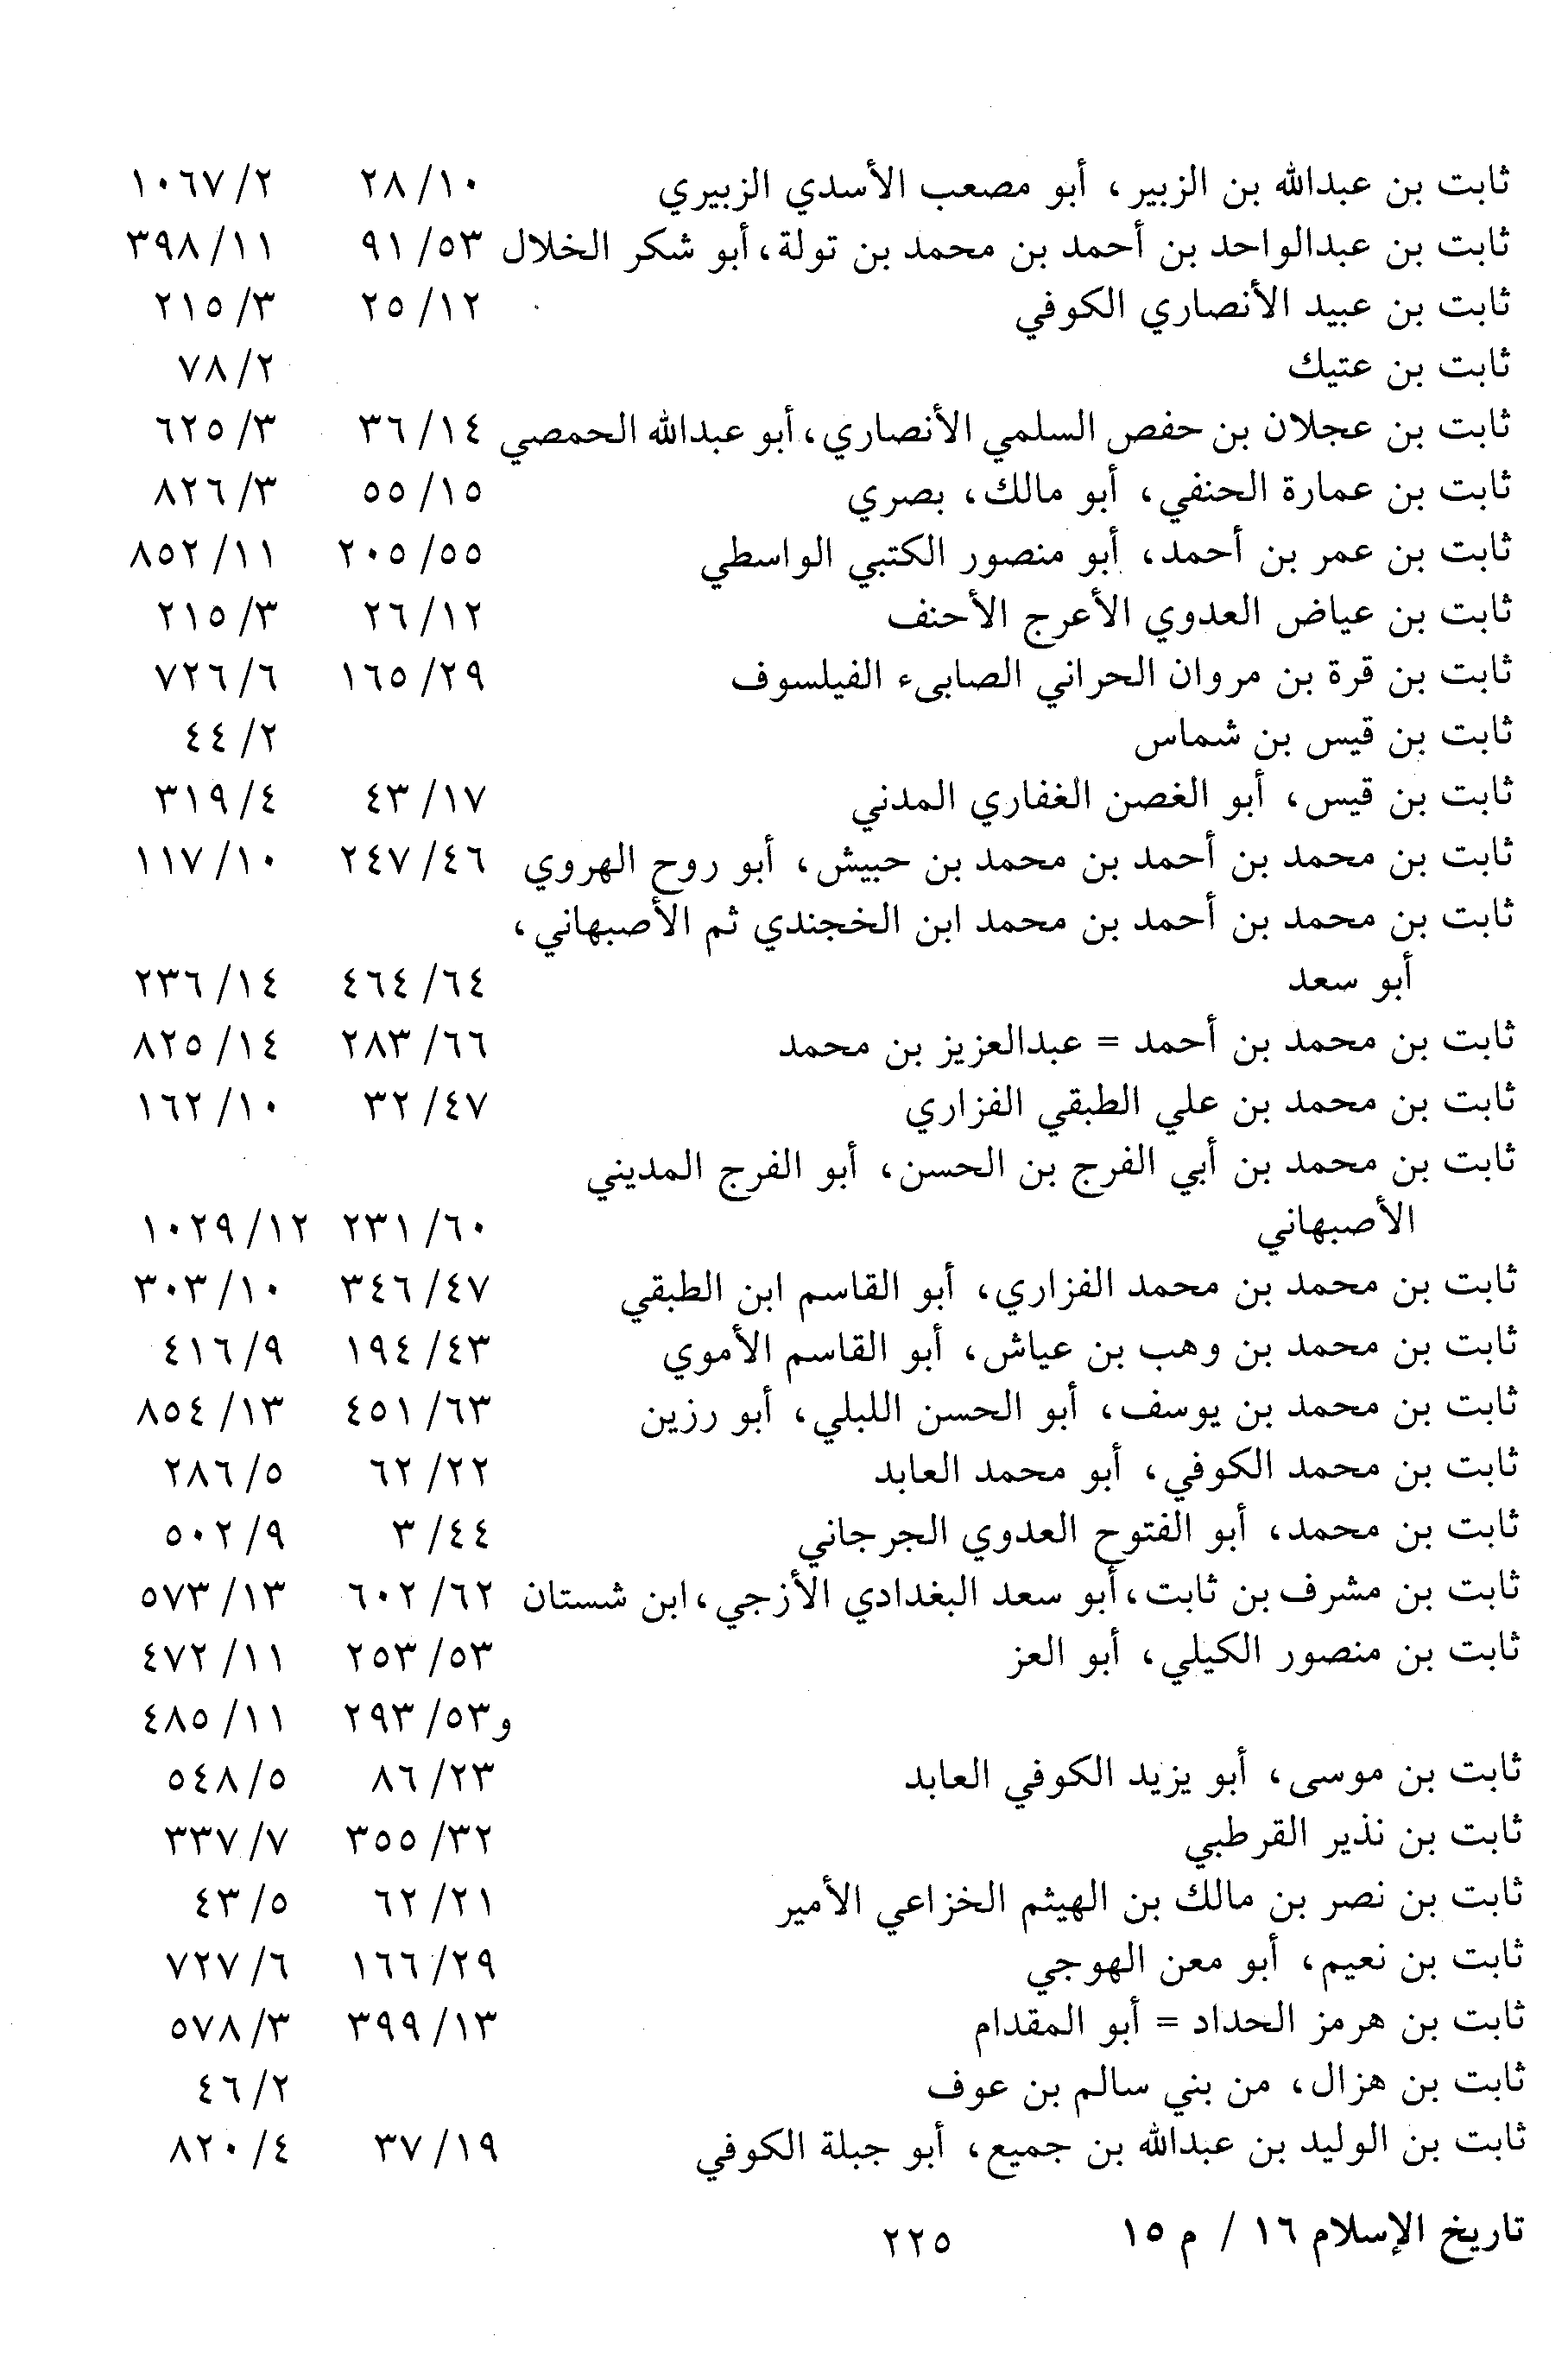 ثابت بن عبدالله بن الزبير، أبو مصعب الأسدي الزبيري ٢٨/١٠ ١٠٦٧/٢
ثابت بن عبدالواحد بن أحمد بن محمد بن تولة، أبو شكر الخلال ٩١/٥٣ ٣٩٨/١١
ثابت بن عبيد الأنصاري الكوفي ٢٥/١٢ ٢١٥/٣
ثابت بن عتيك ٧٨/٢
ثابت بن عجلان بن حفص السلمي الأنصاري، أبو عبدالله الحمصي ٣٦/١٤ ٦٢٥/٣
ثابت بن عمارة الحنفي، أبو مالك، بصري ٥٥/١٥ ٨٢٦/٣
ثابت بن عمر بن أحمد، أبو منصور الكتبي الواسطي ٢٠٥/٥٥ ٨٥٢/١١
ثابت بن عياض العدوي الأعرج الأحنف ٢٦/١٢ ٢١٥/٣
ثابت بن قرة بن مروان الحراني الصابىء الفيلسوف ١٦٥/٢٩ ٧٢٦/٦
ثابت بن قيس بن شماس ٤٤/٢
ثابت بن قيس، أبو الغصن الغفاري المدني ٤٣/١٧ ٣١٩/٤
ثابت بن محمد بن أحمد بن محمد بن حبيش، أبو روح الهروي ٢٤٧/٤٦ ١١٧/١٠
ثابت بن محمد بن أحمد بن محمد ابن الخجندي ثم الأصبهاني،
أبو سعد ٤٦٤/٦٤ ٢٣٦/١٤
ثابت بن محمد بن أحمد = عبدالعزيز بن محمد ٢٨٣/٦٦ ٨٢٥/١٤
ثابت بن محمد بن علي الطبقي الفزاري ٣٢/٤٧ ١٦٢/١٠
ثابت بن محمد بن أبي الفرج بن الحسن، أبو الفرج المديني
الأصبهاني ٢٣١/٦٠ ١٠٢٩/١٢
ثابت بن محمد بن محمد الفزاري، أبو القاسم ابن الطبقي ٣٤٦/٤٧ ٣٠٣/١٠
ثابت بن محمد بن وهب بن عياش، أبو القاسم الأموي ١٩٤/٤٣ ٤١٦/٩
ثابت بن محمد بن يوسف، أبو الحسن اللبلي، أبو رزين ٤٥١/٦٣ ٨٥٤/١٣
ثابت بن محمد الكوفي، أبو محمد العابد ٦٢/٢٢ ٢٨٦/٥
ثابت بن محمد، أبو الفتوح العدوي الجرجاني ٣/٤٤ ٥٠٢/٩
ثابت بن مشرف بن ثابت، أبو سعد البغدادي الأزجي، ابن شستان ٦٠٢/٦٢ ٥٧٣/١٣
ثابت بن منصور الكيلي، أبو العز ٢٥٣/٥٣ ٤٧٢/١١
و٢٩٣/٥٣ ٤٨٥/١١
ثابت بن موسى، أبو يزيد الكوفي العابد ٨٦/٢٣ ٥٤٨/٥
ثابت بن نذير القرطبي ٣٥٥/٣٢ ٣٣٧/٧
ثابت بن نصر بن مالك بن الهيثم الخزاعي الأمير ٦٢/٢١ ٤٣/٥
ثابت بن نعيم، أبو معن الهوجي ١٦٦/٢٩ ٧٢٧/٦
ثابت بن هرمز الحداد = أبو المقدام ٣٩٩/١٣ ٥٧٨/٣
ثابت بن هزال، من بني سالم بن عوف ٤٦/٢
ثابت بن الوليد بن عبدالله بن جميع، أبو جبلة الكوفي ٣٧/١٩ ٨٢٠/٤
تاريخ الإسلام ١٦ / م ١٥ ٢٢٥